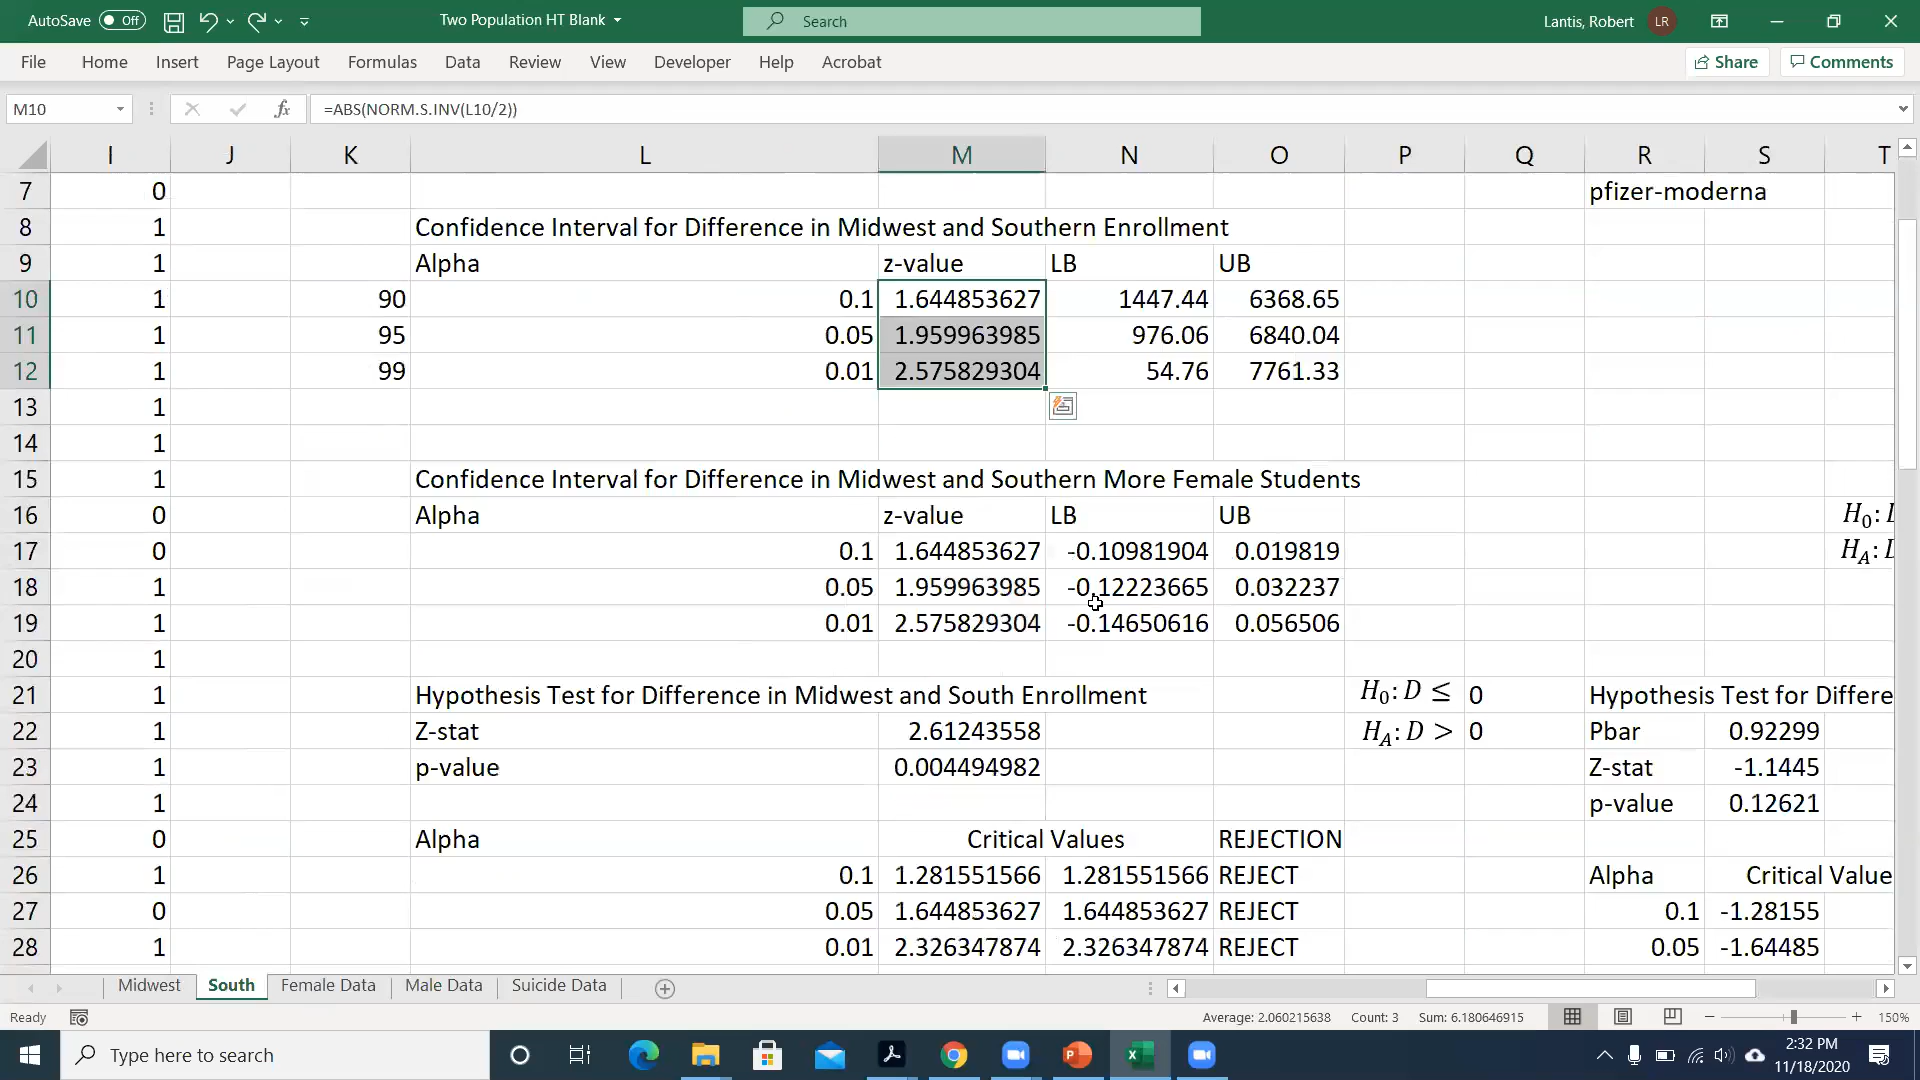 AutoSave Off Two Population HT Blank Search Lantis, Robert LR
File Home Insert Page Layout Formulas Data Review View Developer Help Acrobat Share Comments
M10 fx =ABS(NORM.S.INV(L10/2))
I J K L M N O P Q R S T
7 0 pfizer-moderna
8 1 Confidence Interval for Difference in Midwest and Southern Enrollment
9 1 Alpha z-value LB UB
10 1 90 0.1 1.644853627 1447.44 6368.65
11 1 95 0.05 1.959963985 976.06 6840.04
12 1 99 0.01 2.575829304 54.76 7761.33
13 1
14 1
15 1 Confidence Interval for Difference in Midwest and Southern More Female Students
16 0 Alpha z-value LB UB H₀: D
17 0 0.1 1.644853627 -0.10981904 0.019819 H_A: D
18 1 0.05 1.959963985 -0.12223665 0.032237
19 1 0.01 2.575829304 -0.14650616 0.056506
20 1
21 1 Hypothesis Test for Difference in Midwest and South Enrollment H₀: D ≤ 0 Hypothesis Test for Differe
22 1 Z-stat 2.61243558 H_A: D > 0 Pbar 0.92299
23 1 p-value 0.004494982 Z-stat -1.1445
24 1 p-value 0.12621
25 0 Alpha Critical Values REJECTION
26 1 0.1 1.281551566 1.281551566 REJECT Alpha Critical Value
27 0 0.05 1.644853627 1.644853627 REJECT 0.1 -1.28155
28 1 0.01 2.326347874 2.326347874 REJECT 0.05 -1.64485
Midwest South Female Data Male Data Suicide Data
Ready Average: 2.060215638 Count: 3 Sum: 6.180646915 150%
Type here to search 2:32 PM
11/18/2020